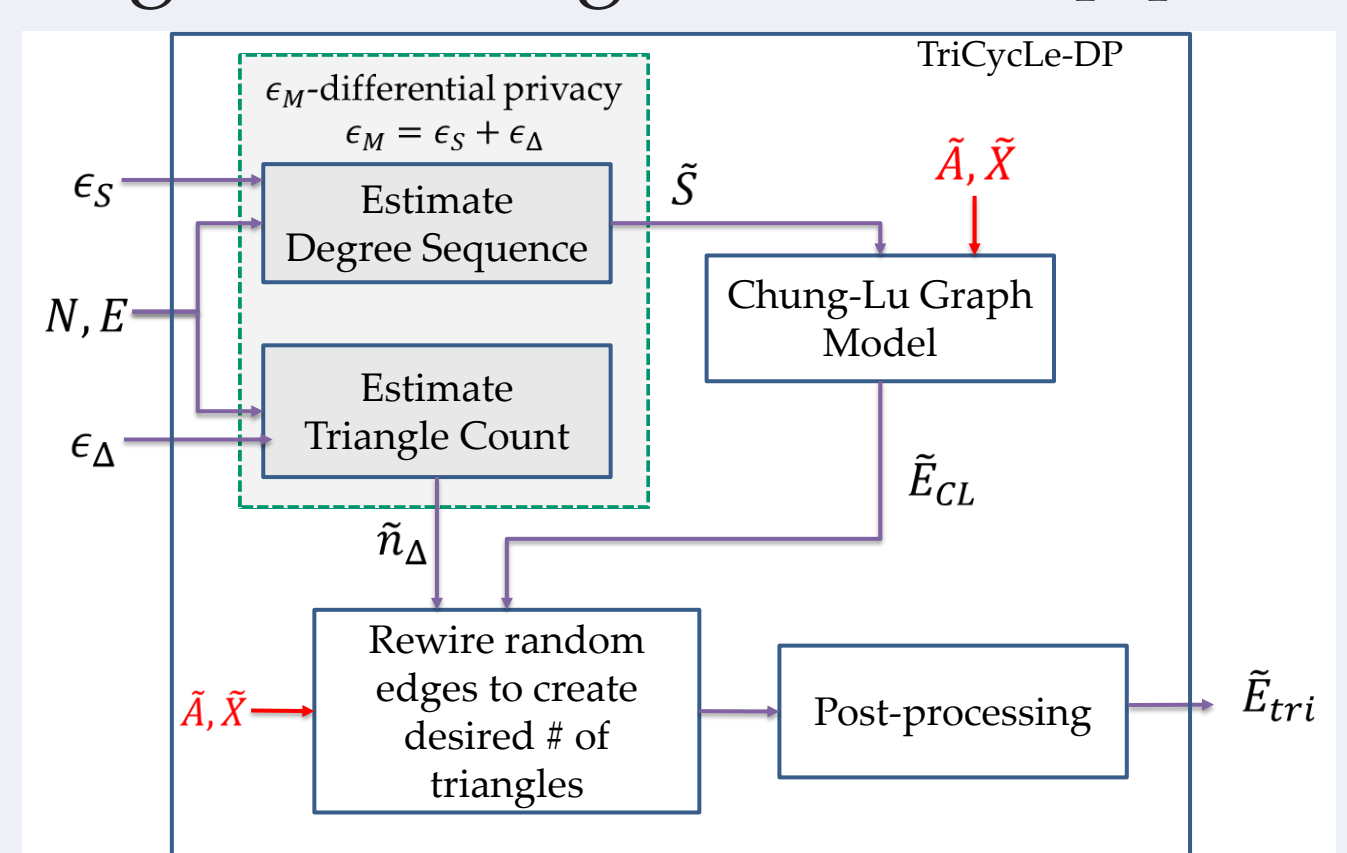 TriCycLe-DP
ϵ_M-differential privacy
ϵ_M = ϵ_S + ϵ_Δ
ϵ_S
Estimate
Degree Sequence
S̃
Ã, X̃
N, E
Chung-Lu Graph
Model
Estimate
Triangle Count
ϵ_Δ
ñ_Δ
Ẽ_CL
Rewire random
edges to create
desired # of
triangles
Ã, X̃
Post-processing
Ẽ_tri